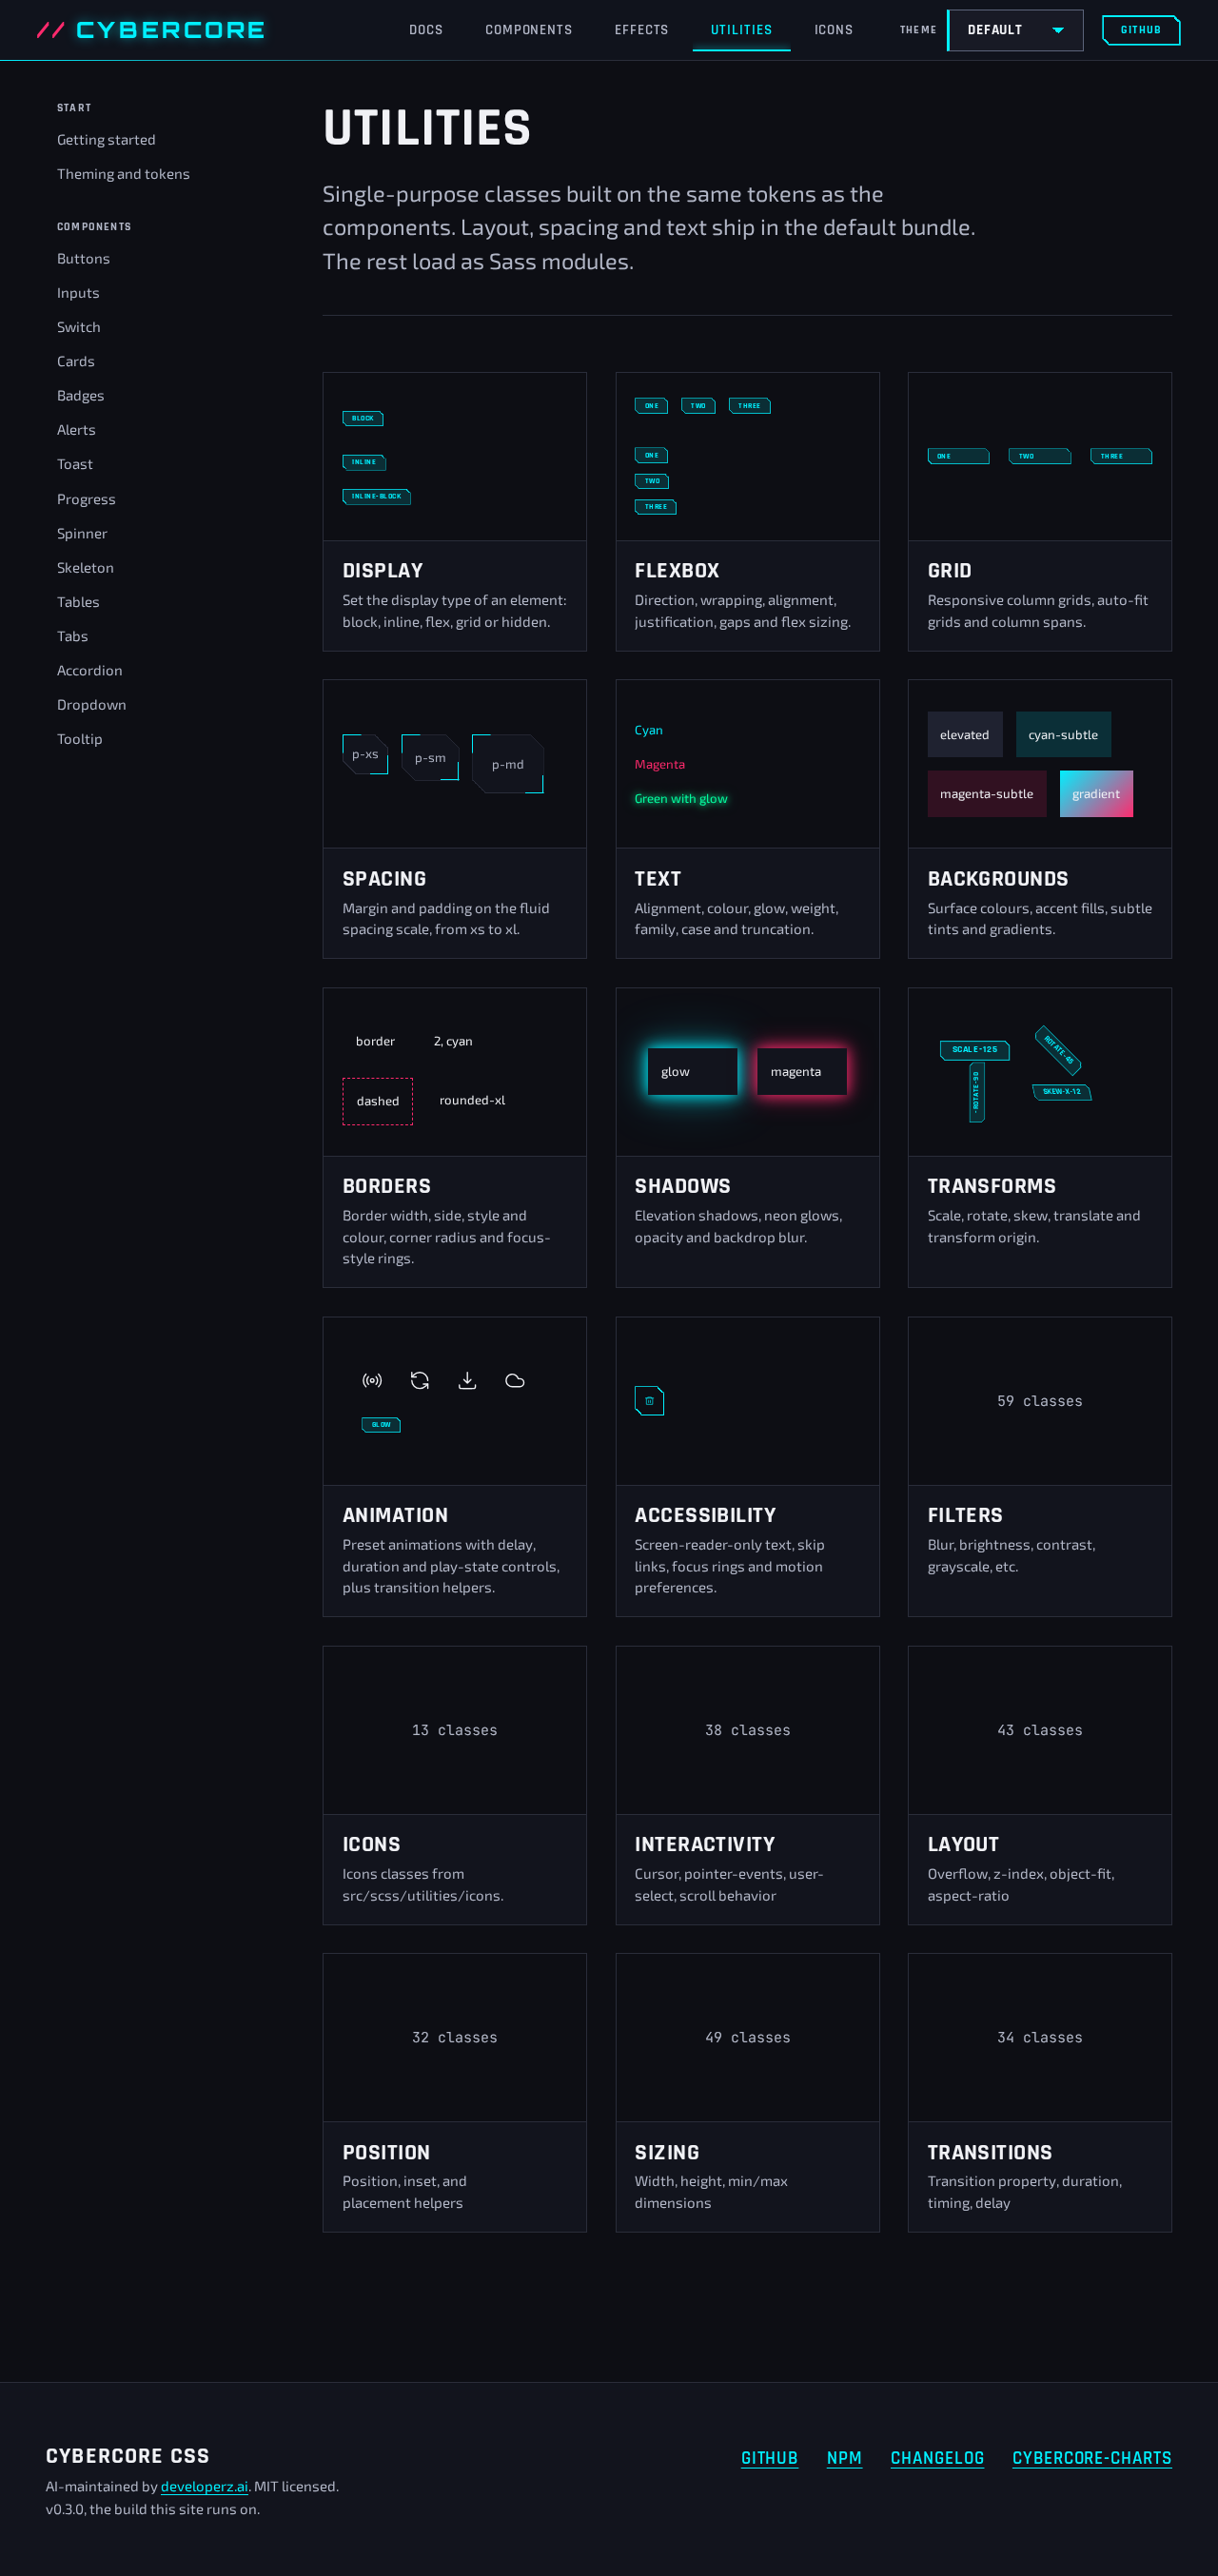 // CYBERCORE
DOCS
COMPONENTS
EFFECTS
UTILITIES
ICONS
THEME
DEFAULT
GITHUB
START
Getting started
Theming and tokens
COMPONENTS
Buttons
Inputs
Switch
Cards
Badges
Alerts
Toast
Progress
Spinner
Skeleton
Tables
Tabs
Accordion
Dropdown
Tooltip
UTILITIES
Single-purpose classes built on the same tokens as the
components. Layout, spacing and text ship in the default bundle.
The rest load as Sass modules.
BLOCK
INLINE
INLINE-BLOCK
DISPLAY
Set the display type of an element:
block, inline, flex, grid or hidden.
ONE TWO THREE
ONE
TWO
THREE
FLEXBOX
Direction, wrapping, alignment,
justification, gaps and flex sizing.
ONE TWO THREE
GRID
Responsive column grids, auto-fit
grids and column spans.
p-xs p-sm p-md
SPACING
Margin and padding on the fluid
spacing scale, from xs to xl.
Cyan
Magenta
Green with glow
TEXT
Alignment, colour, glow, weight,
family, case and truncation.
elevated cyan-subtle
magenta-subtle gradient
BACKGROUNDS
Surface colours, accent fills, subtle
tints and gradients.
border 2, cyan
dashed rounded-xl
BORDERS
Border width, side, style and
colour, corner radius and focus-
style rings.
glow magenta
SHADOWS
Elevation shadows, neon glows,
opacity and backdrop blur.
SCALE-125
ROTATE-45
-ROTATE-90
SKEW-X-12
TRANSFORMS
Scale, rotate, skew, translate and
transform origin.
GLOW
ANIMATION
Preset animations with delay,
duration and play-state controls,
plus transition helpers.
ACCESSIBILITY
Screen-reader-only text, skip
links, focus rings and motion
preferences.
59 classes
FILTERS
Blur, brightness, contrast,
grayscale, etc.
13 classes
ICONS
Icons classes from
src/scss/utilities/icons.
38 classes
INTERACTIVITY
Cursor, pointer-events, user-
select, scroll behavior
43 classes
LAYOUT
Overflow, z-index, object-fit,
aspect-ratio
32 classes
POSITION
Position, inset, and
placement helpers
49 classes
SIZING
Width, height, min/max
dimensions
34 classes
TRANSITIONS
Transition property, duration,
timing, delay
CYBERCORE CSS
AI-maintained by developerz.ai. MIT licensed.
v0.3.0, the build this site runs on.
GITHUB
NPM
CHANGELOG
CYBERCORE-CHARTS